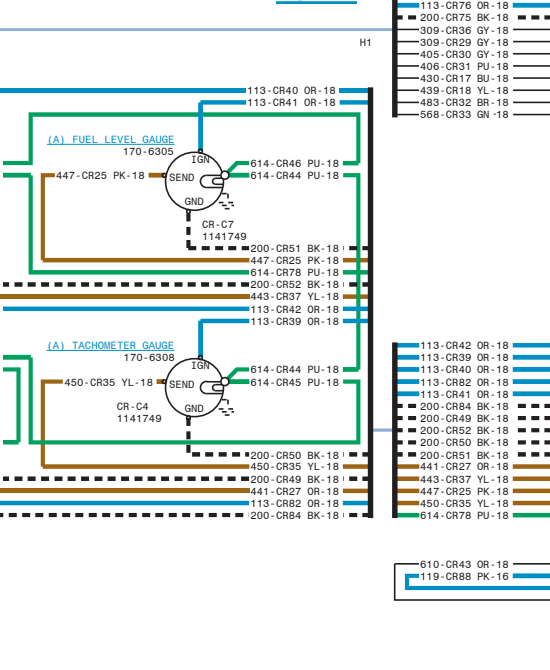 113-CR76 OR-18
200-CR75 BK-18
309-CR36 GY-18
309-CR29 GY-18
405-CR30 GY-18
406-CR31 PU-18
430-CR17 BU-18
439-CR18 YL-18
483-CR32 BR-18
568-CR33 GN -18
H1
113-CR40 OR-18
113-CR41 OR-18
(A) FUEL LEVEL GAUGE
170-6305
IGN
614-CR46 PU-18
447-CR25 PK-18
SEND
614-CR44 PU-18
GND
CR-C7
1141749
200-CR51 BK-18
447-CR25 PK-18
614-CR78 PU-18
200-CR52 BK-18
443-CR37 YL-18
113-CR42 OR-18
113-CR39 OR-18
(A) TACHOMETER GAUGE
170-6308
IGN
614-CR44 PU-18
450-CR35 YL-18
SEND
614-CR45 PU-18
CR-C4
GND
1141749
200-CR50 BK-18
450-CR35 YL-18
200-CR49 BK-18
441-CR27 OR-18
113-CR82 OR-18
200-CR84 BK-18
113-CR42 OR-18
113-CR39 OR-18
113-CR40 OR-18
113-CR82 OR-18
113-CR41 OR-18
200-CR84 BK-18
200-CR49 BK-18
200-CR52 BK-18
200-CR50 BK-18
200-CR51 BK-18
441-CR27 OR-18
443-CR37 YL-18
447-CR25 PK-18
450-CR35 YL-18
614-CR78 PU-18
610-CR43 OR-18
119-CR88 PK-16